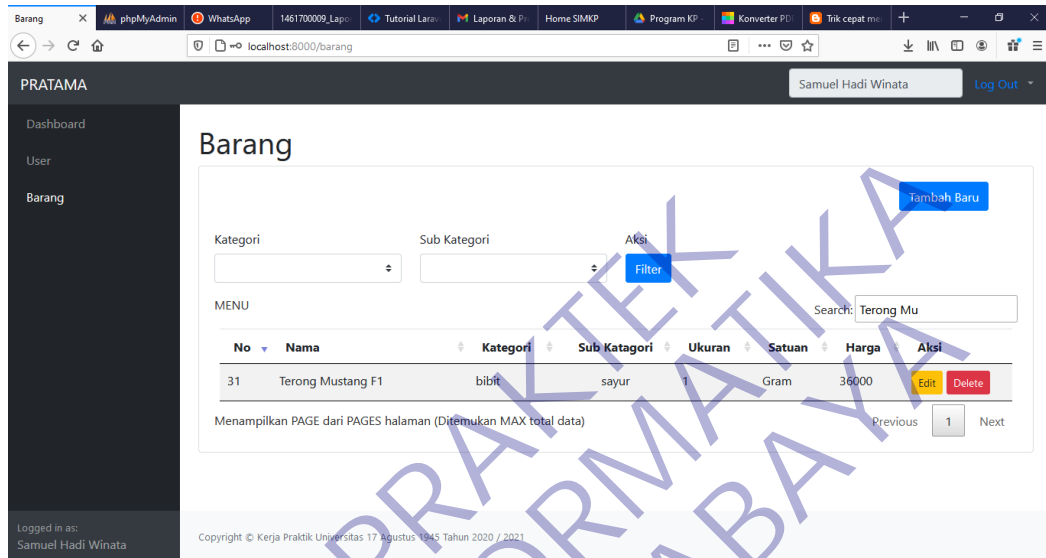 Barang
phpMyAdmin
WhatsApp
1461700009_Lapor
Tutorial Larave
Laporan & Pr
Home SIMKP
Program KP -
Konverter PD
Trik cepat me
localhost:8000/barang
PRATAMA
Samuel Hadi Winata
Log Out
Dashboard
User
Barang
Barang
Tambah Baru
Kategori Sub Kategori Aksi
Filter
MENU
Search: Terong Mu
No Nama Kategori Sub Katagori Ukuran Satuan Harga Aksi
31 Terong Mustang F1 bibit sayur 1 Gram 36000 Edit Delete
Menampilkan PAGE dari PAGES halaman (Ditemukan MAX total data)
Previous 1 Next
Logged in as:
Samuel Hadi Winata
Copyright © Kerja Praktik Universitas 17 Agustus 1945 Tahun 2020 / 2021
PRAKTEK
ORMATIKA
ABAYA